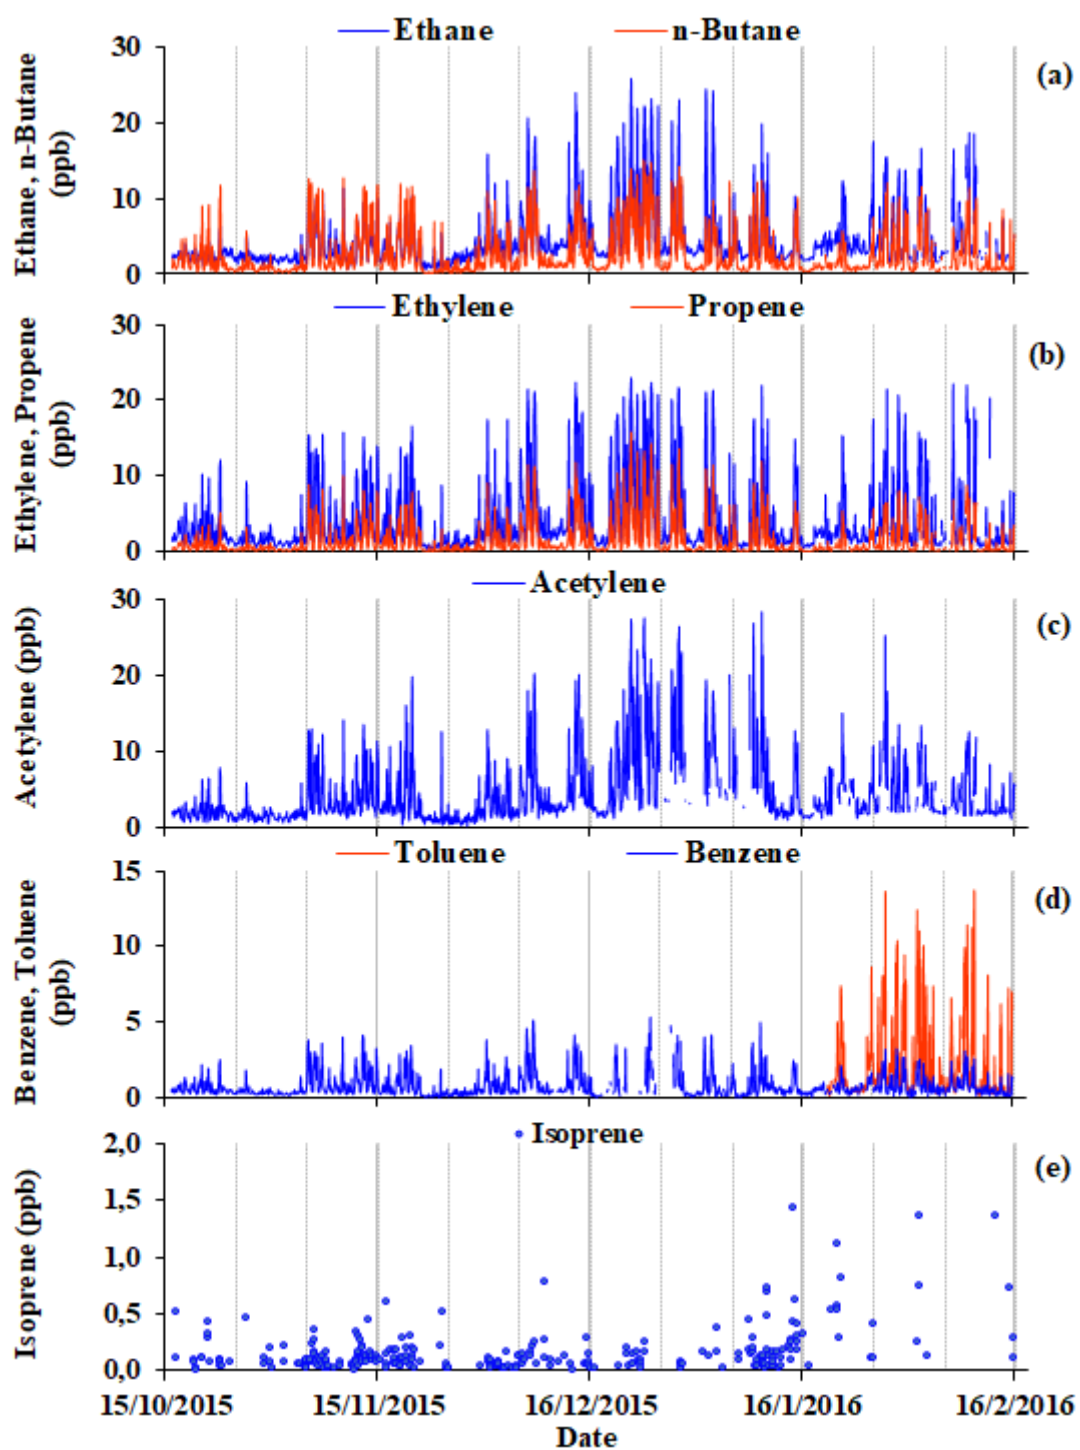 Ethane n-Butane
(a)
Ethane, n-Butane
(ppb)
30
20
10
0
Ethylene Propene
(b)
Ethylene, Propene
(ppb)
30
20
10
0
Acetylene
(c)
Acetylene (ppb)
30
20
10
0
Toluene Benzene
(d)
Benzene, Toluene
(ppb)
15
10
5
0
Isoprene
(e)
Isoprene (ppb)
2,0
1,5
1,0
0,5
0,0
15/10/2015 15/11/2015 16/12/2015 16/1/2016 16/2/2016
Date